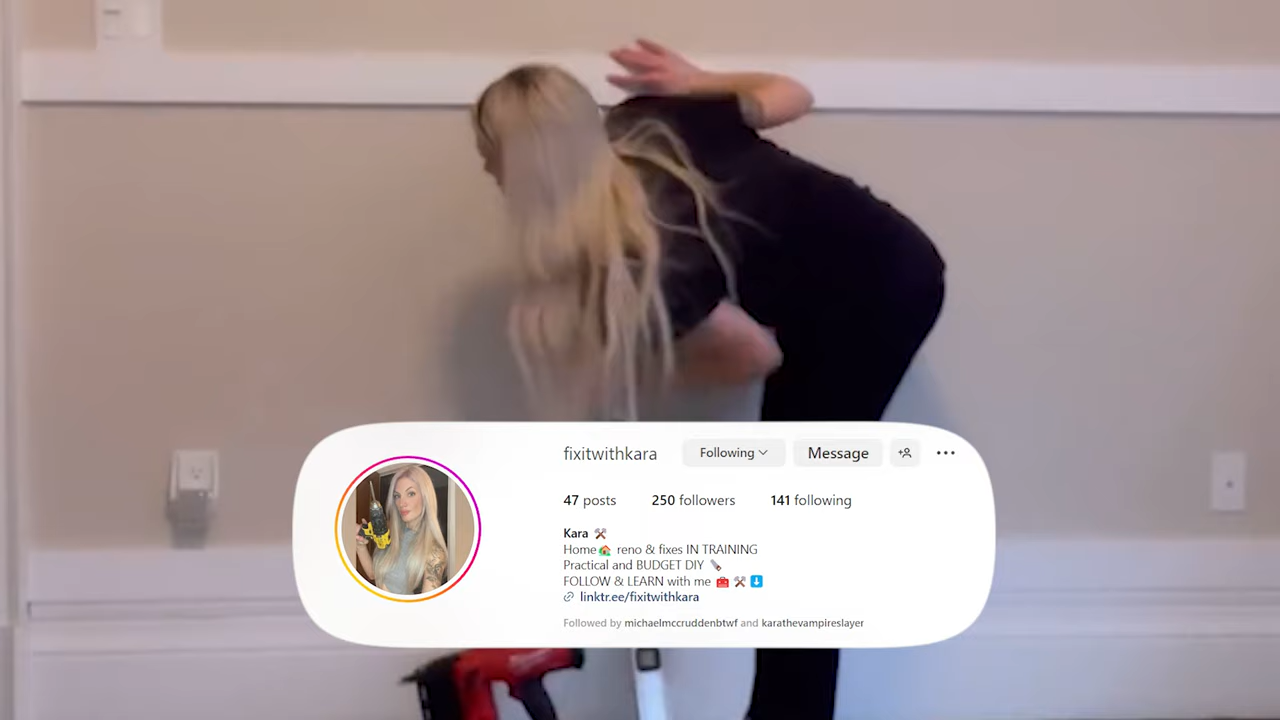 fixitwithkara Following Message
47 posts 250 followers 141 following
Kara
Home reno & fixes IN TRAINING
Practical and BUDGET DIY
FOLLOW & LEARN with me
linktr.ee/fixitwithkara
Followed by michaelmccruddenbtwf and karathevampireslayer